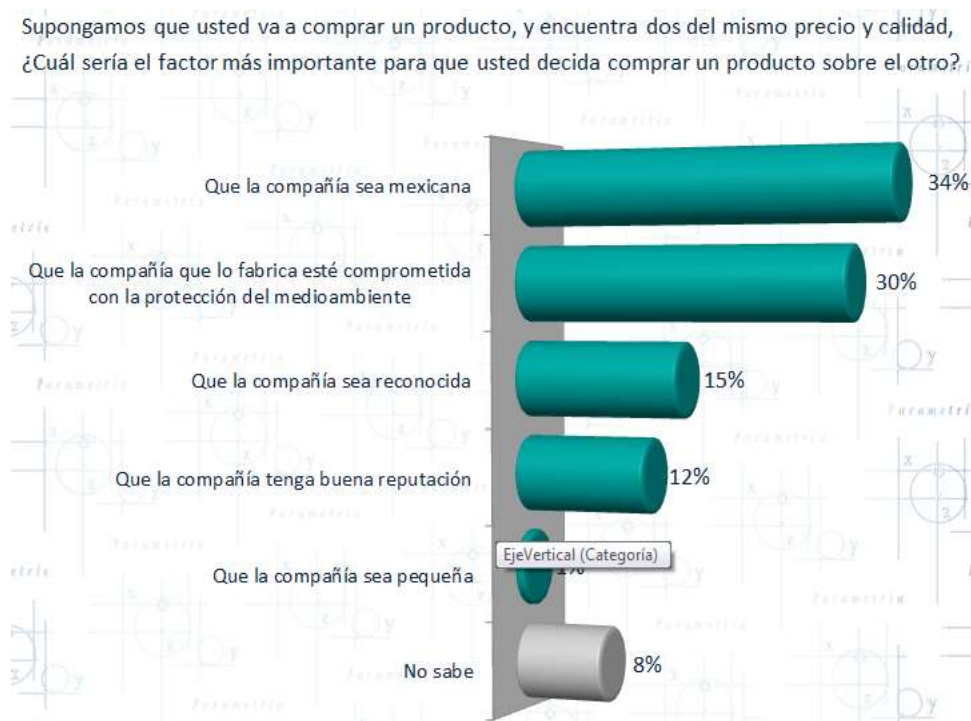 Supongamos que usted va a comprar un producto, y encuentra dos del mismo precio y calidad,
¿Cuál sería el factor más importante para que usted decida comprar un producto sobre el otro?
Que la compañía sea mexicana
34%
Que la compañía que lo fabrica esté comprometida
con la protección del medioambiente
30%
Que la compañía sea reconocida
15%
Que la compañía tenga buena reputación
12%
EjeVertical (Categoría)
Que la compañía sea pequeña
1%
No sabe
8%